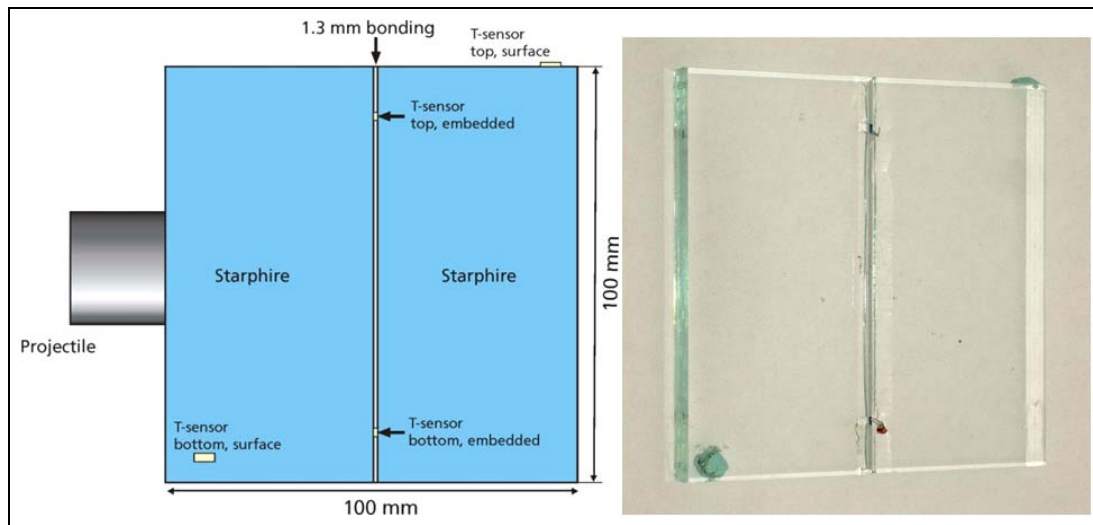 1.3 mm bonding
T-sensor
top, surface
T-sensor
top, embedded
Starphire
Starphire
100 mm
Projectile
T-sensor
bottom, surface
T-sensor
bottom, embedded
100 mm